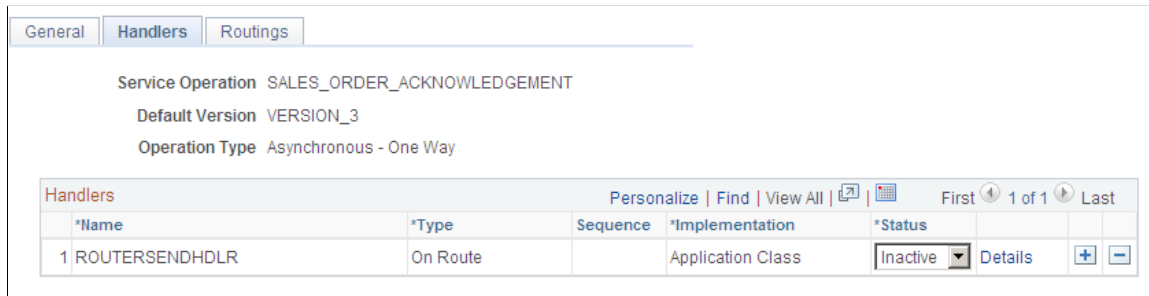 General Handlers Routings
Service Operation SALES_ORDER_ACKNOWLEDGEMENT
Default Version VERSION_3
Operation Type Asynchronous - One Way
Handlers Personalize | Find | View All | | First 1 of 1 Last
*Name *Type Sequence *Implementation *Status
1 ROUTERSENDHDLR On Route Application Class Inactive Details + -